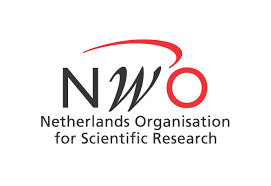 NWO
Netherlands Organisation
for Scientific Research